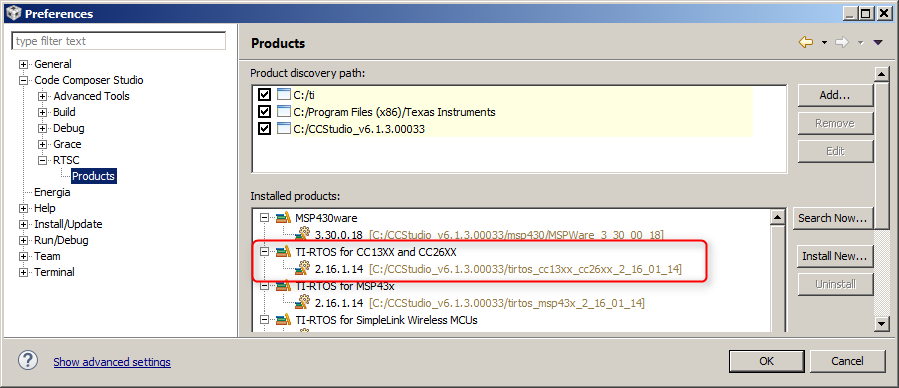 Preferences
type filter text
General
Code Composer Studio
Advanced Tools
Build
Debug
Grace
RTSC
Products
Energia
Help
Install/Update
Run/Debug
Team
Terminal
Products
Product discovery path:
C:/ti
C:/Program Files (x86)/Texas Instruments
C:/CCStudio_v6.1.3.00033
Add...
Remove
Edit
Installed products:
MSP430ware
3.30.0.18 [C:/CCStudio_v6.1.3.00033/msp430/MSPWare_3_30_00_18]
TI-RTOS for CC13XX and CC26XX
2.16.1.14 [C:/CCStudio_v6.1.3.00033/tirtos_cc13xx_cc26xx_2_16_01_14]
TI-RTOS for MSP43x
2.16.1.14 [C:/CCStudio_v6.1.3.00033/tirtos_msp43x_2_16_01_14]
TI-RTOS for SimpleLink Wireless MCUs
Search Now...
Install New...
Uninstall
Show advanced settings
OK
Cancel